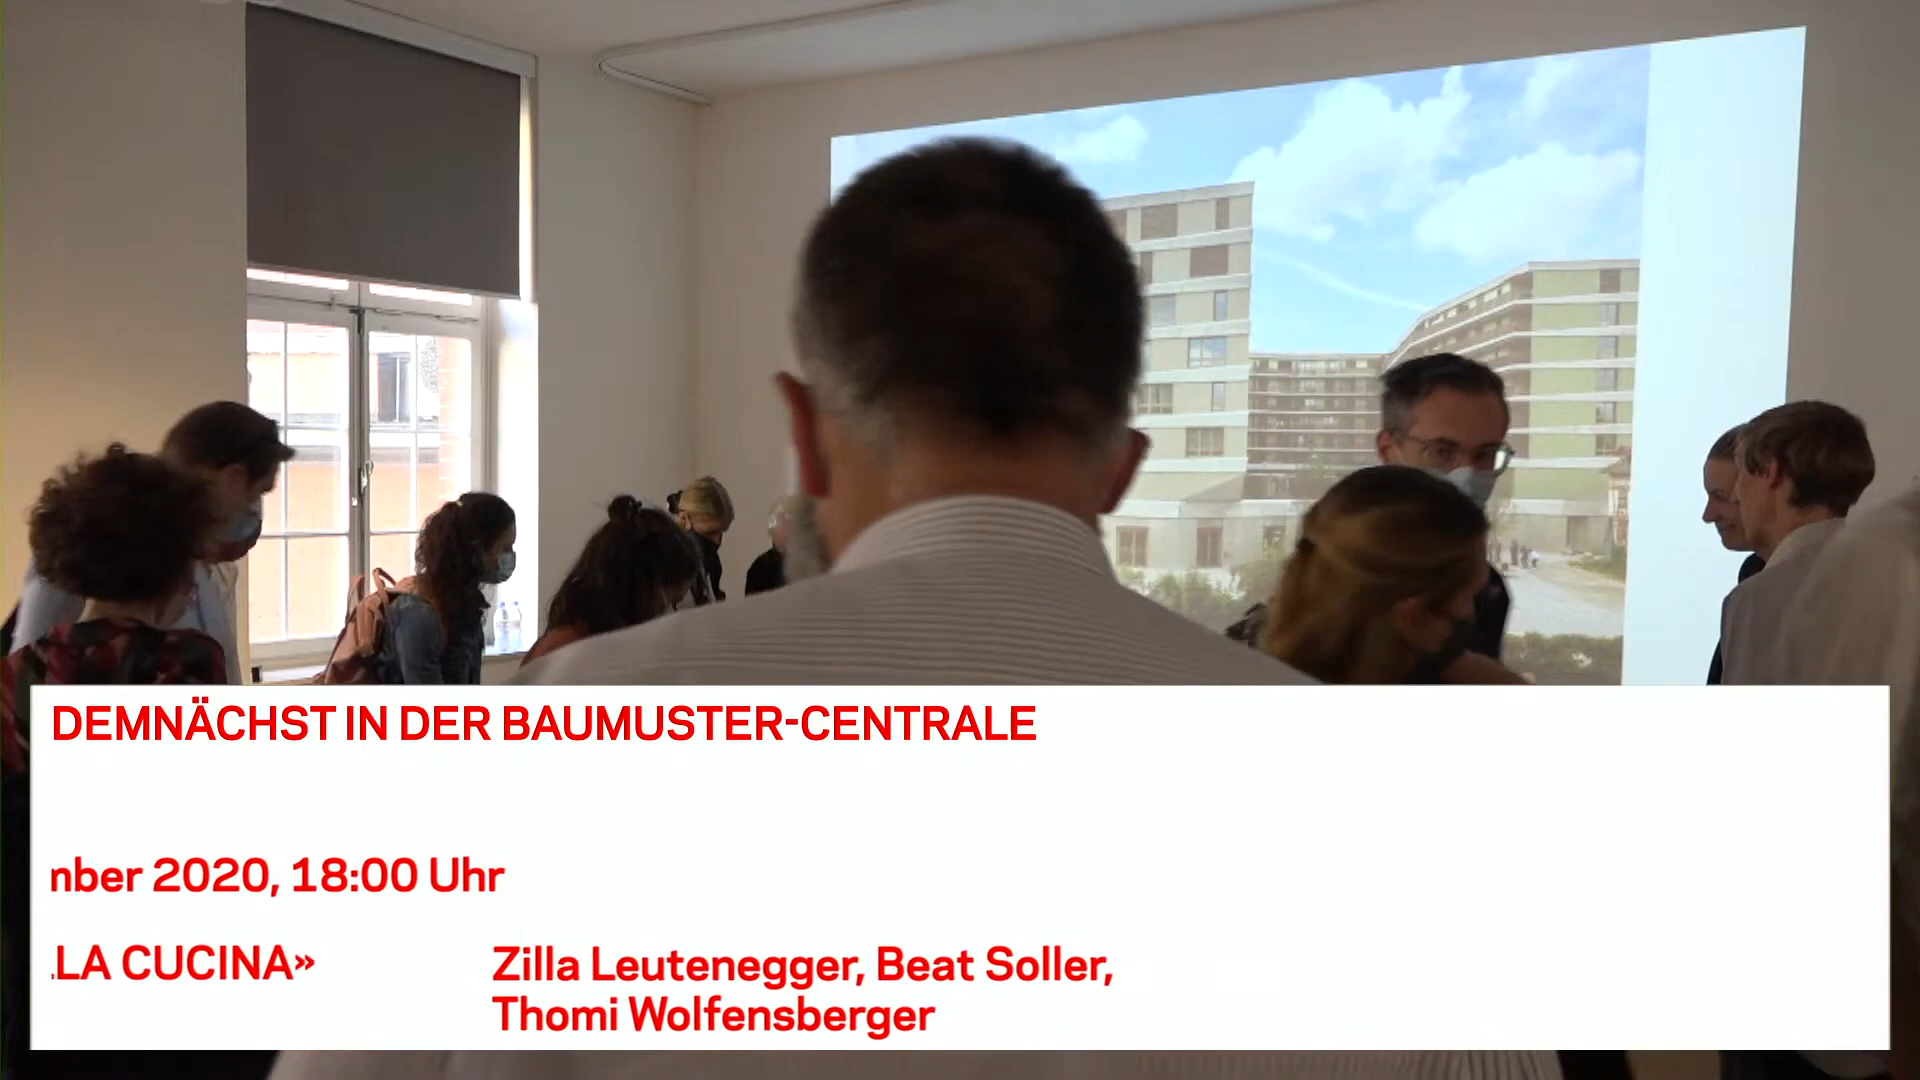 DEMNÄCHST IN DER BAUMUSTER-CENTRALE
nber 2020, 18:00 Uhr
LA CUCINA»
Zilla Leutenegger, Beat Soller,
Thomi Wolfensberger